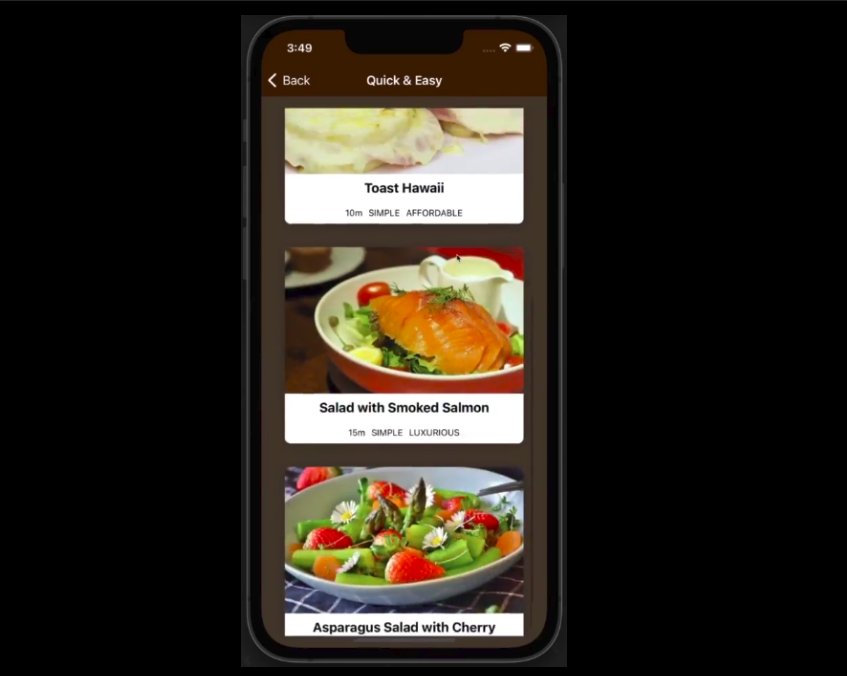 3:49
Back
Quick & Easy
Toast Hawaii
10m SIMPLE AFFORDABLE
Salad with Smoked Salmon
15m SIMPLE LUXURIOUS
Asparagus Salad with Cherry